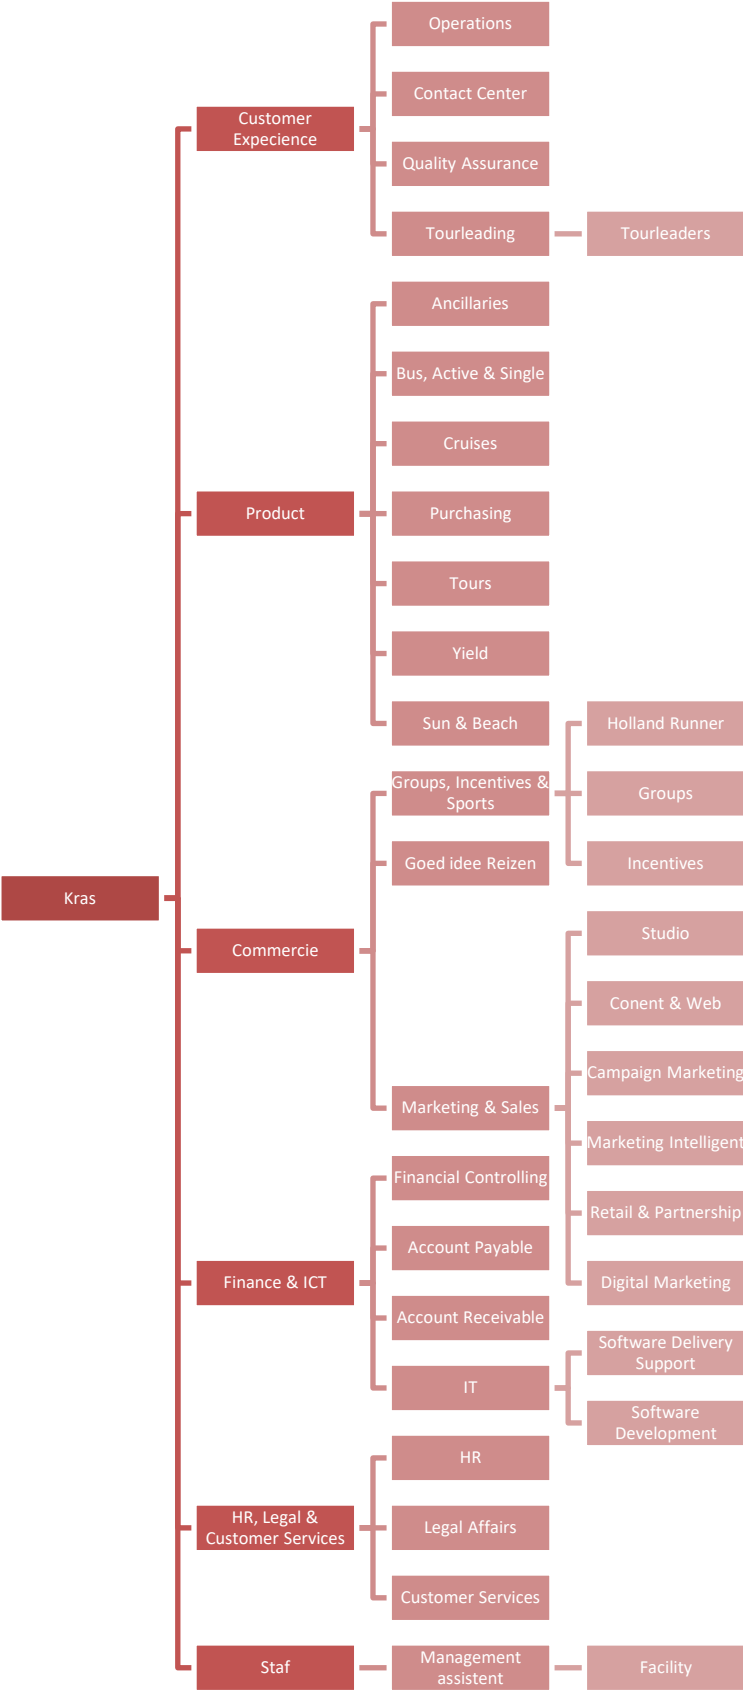 Operations
Contact Center
Customer
Expecience
Quality Assurance
Tourleading
Tourleaders
Ancillaries
Bus, Active & Single
Cruises
Product
Purchasing
Tours
Yield
Sun & Beach
Holland Runner
Groups, Incentives &
Sports
Groups
Goed idee Reizen
Incentives
Kras
Studio
Commercie
Conent & Web
Campaign Marketing
Marketing & Sales
Marketing Intelligent
Financial Controlling
Retail & Partnership
Account Payable
Finance & ICT
Digital Marketing
Account Receivable
Software Delivery
Support
IT
Software
Development
HR
HR, Legal &
Customer Services
Legal Affairs
Customer Services
Staf
Management
assistent
Facility